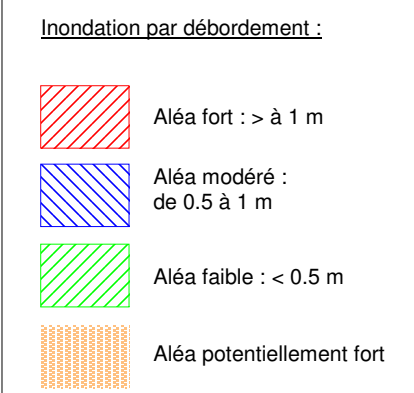 Inondation par débordement :
Aléa fort : > à 1 m
Aléa modéré :
de 0.5 à 1 m
Aléa faible : < 0.5 m
Aléa potentiellement fort